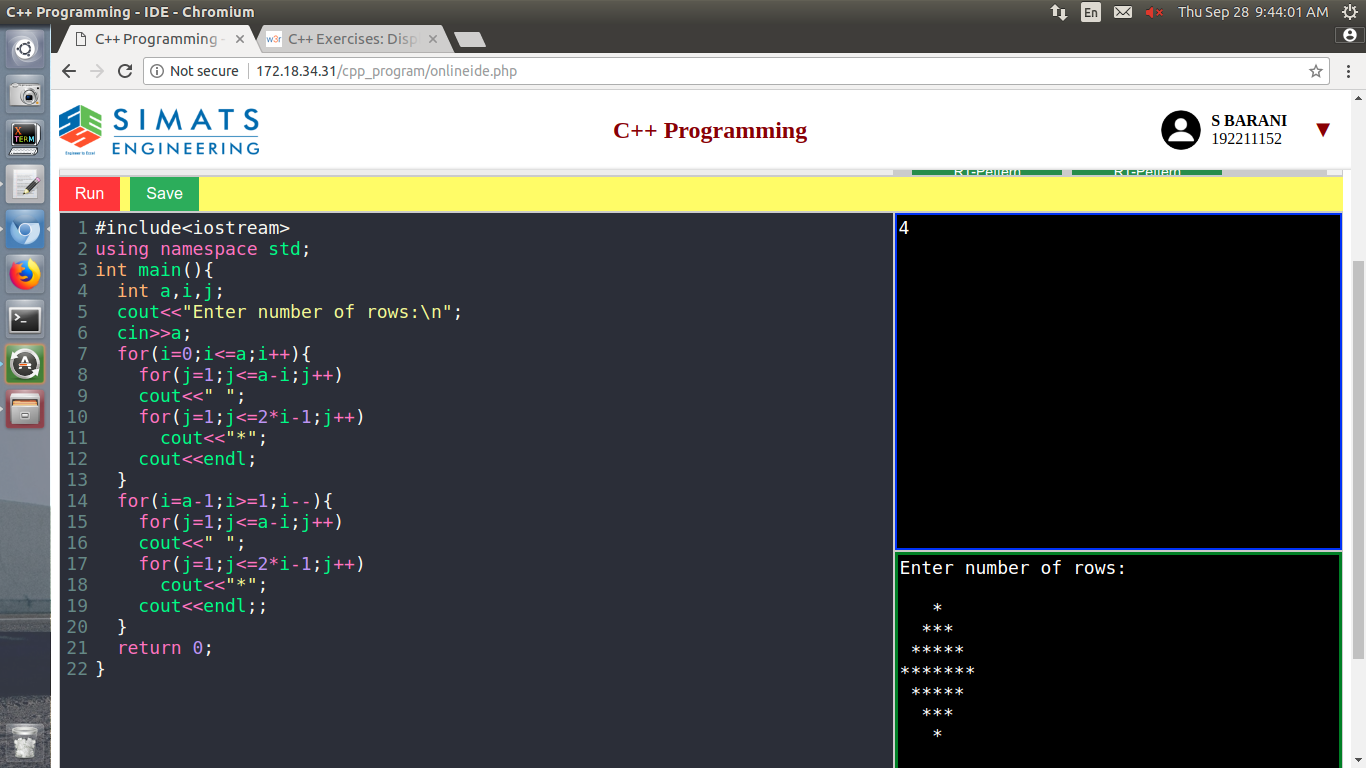 C++ Programming - IDE - Chromium
En
Thu Sep 28 9:44:01 AM
C++ Programming -
w3r
C++ Exercises: Disp
Not secure
172.18.34.31/cpp_program/onlineide.php
SIMATS
ENGINEERING
Engineer to Excel
C++ Programming
S BARANI
192211152
Run
Save
1 #include<iostream>
2 using namespace std;
3 int main(){
4   int a,i,j;
5   cout<<"Enter number of rows:\n";
6   cin>>a;
7   for(i=0;i<=a;i++){
8     for(j=1;j<=a-i;j++)
9     cout<<" ";
10     for(j=1;j<=2*i-1;j++)
11       cout<<"*";
12     cout<<endl;
13   }
14   for(i=a-1;i>=1;i--){
15     for(j=1;j<=a-i;j++)
16     cout<<" ";
17     for(j=1;j<=2*i-1;j++)
18       cout<<"*";
19     cout<<endl;;
20   }
21   return 0;
22 }
4
Enter number of rows:
   *
  ***
 *****
*******
 *****
  ***
   *
XTERM